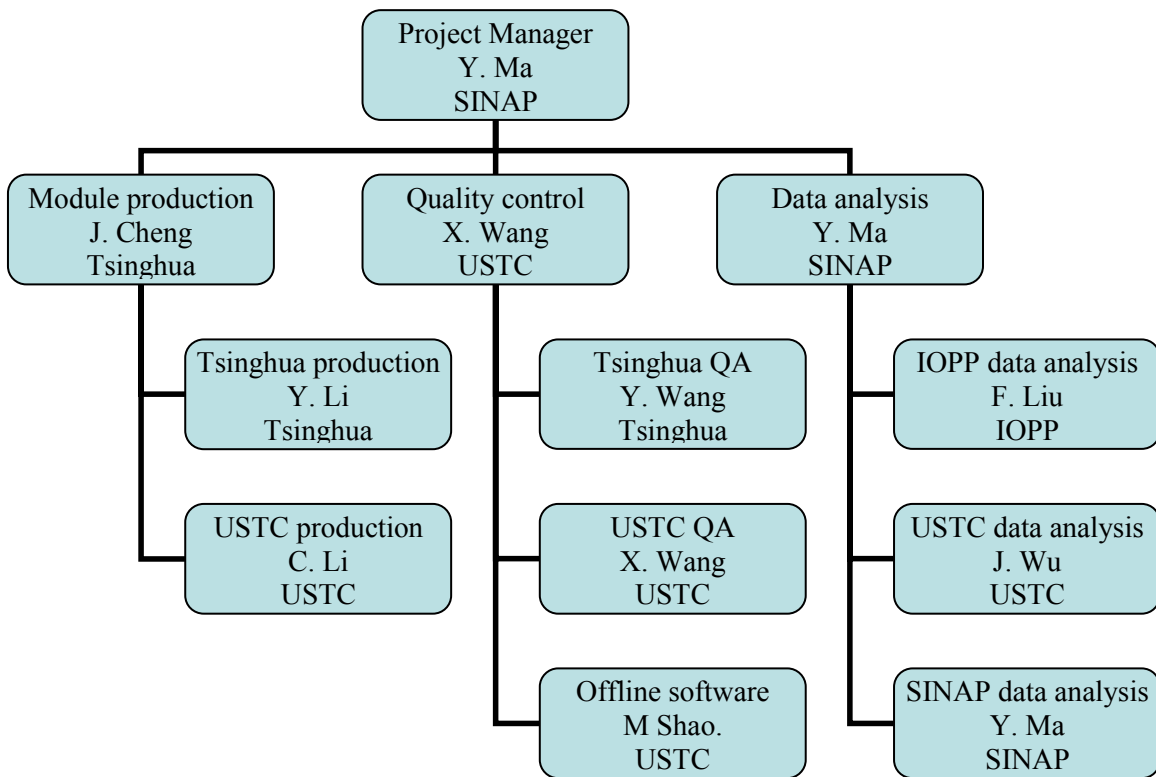 Project Manager
Y. Ma
SINAP
Module production
J. Cheng
Tsinghua
Quality control
X. Wang
USTC
Data analysis
Y. Ma
SINAP
Tsinghua production
Y. Li
Tsinghua
Tsinghua QA
Y. Wang
Tsinghua
IOPP data analysis
F. Liu
IOPP
USTC production
C. Li
USTC
USTC QA
X. Wang
USTC
USTC data analysis
J. Wu
USTC
Offline software
M Shao.
USTC
SINAP data analysis
Y. Ma
SINAP